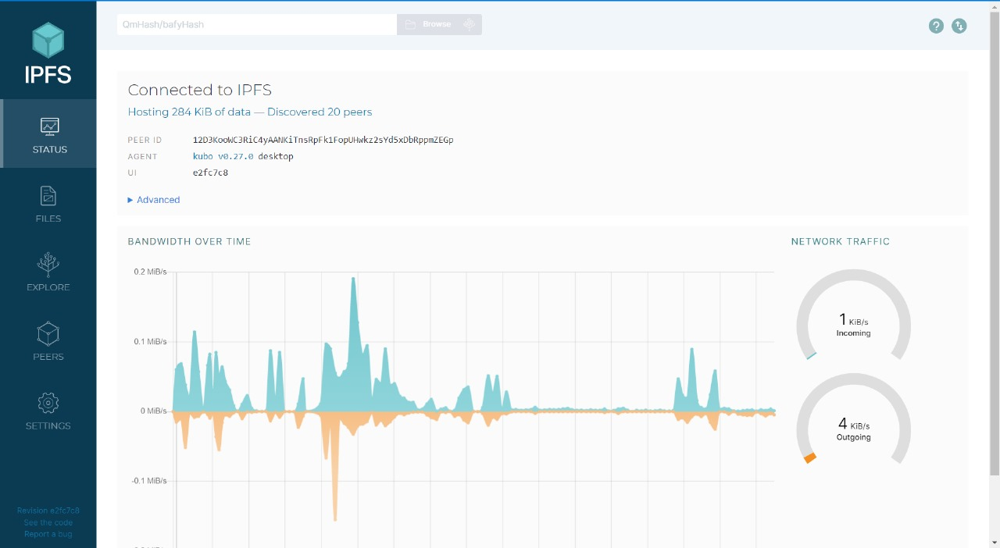 QmHash/bafyHash
Browse
IPFS
STATUS
FILES
EXPLORE
PEERS
SETTINGS
Revision e2fc7c8
See the code
Report a bug
Connected to IPFS
Hosting 284 KiB of data — Discovered 20 peers
PEER ID 12D3KooWC3RiC4yAANKiTnsRpFk1FopUHwkz2sYd5xDbRppmZEGp
AGENT kubo v0.27.0 desktop
UI e2fc7c8
Advanced
BANDWIDTH OVER TIME
0.2 MiB/s
0.1 MiB/s
0 MiB/s
-0.1 MiB/s
NETWORK TRAFFIC
1 KiB/s
Incoming
4 KiB/s
Outgoing